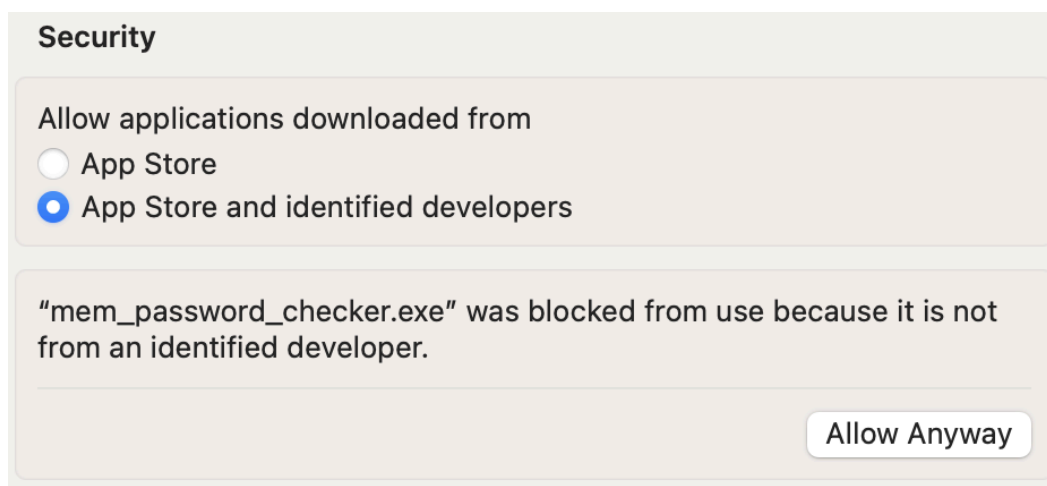 Security
Allow applications downloaded from
App Store
App Store and identified developers
“mem_password_checker.exe” was blocked from use because it is not
from an identified developer.
Allow Anyway